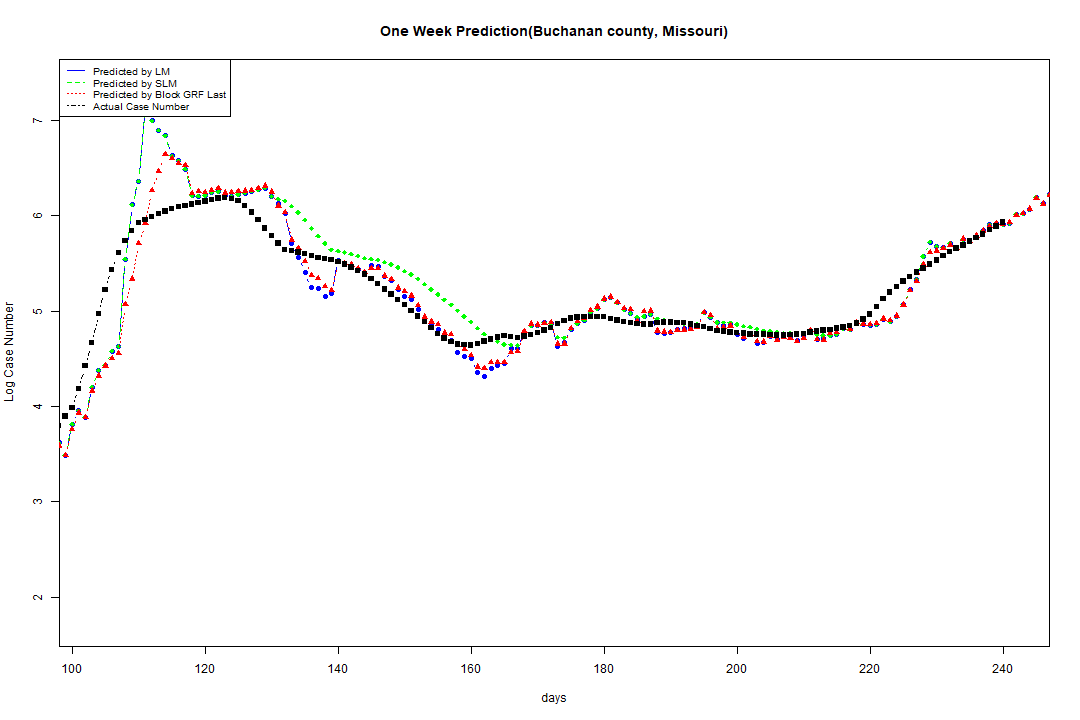 One Week Prediction(Buchanan county, Missouri)
Predicted by LM
Predicted by SLM
Predicted by Block GRF Last
Actual Case Number
7
6
5
4
3
2
Log Case Number
100 120 140 160 180 200 220 240
days